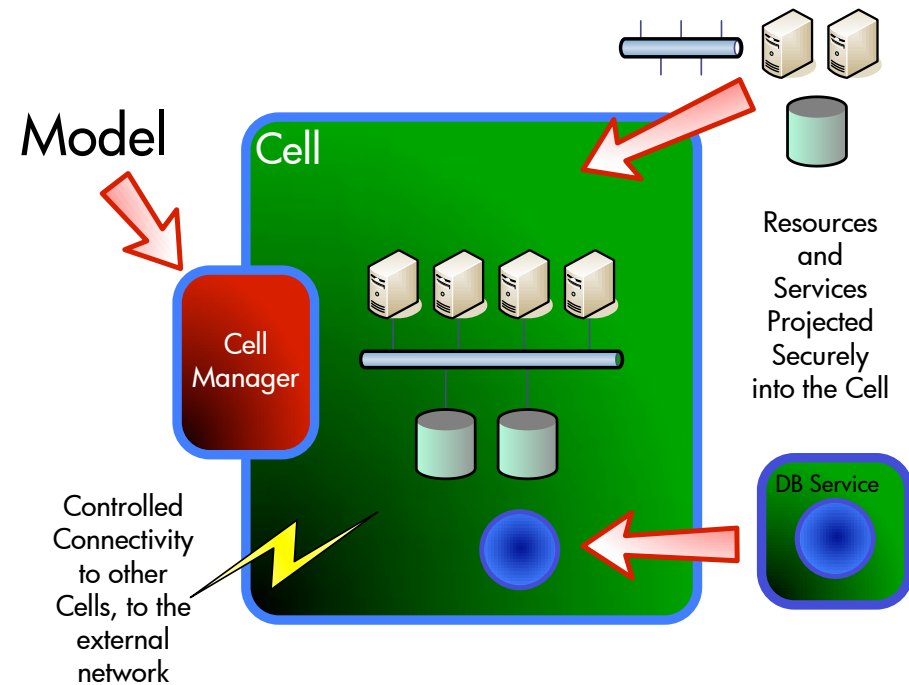 Model
Cell
Cell
Manager
Resources
and
Services
Projected
Securely
into the Cell
DB Service
Controlled
Connectivity
to other
Cells, to the
external
network